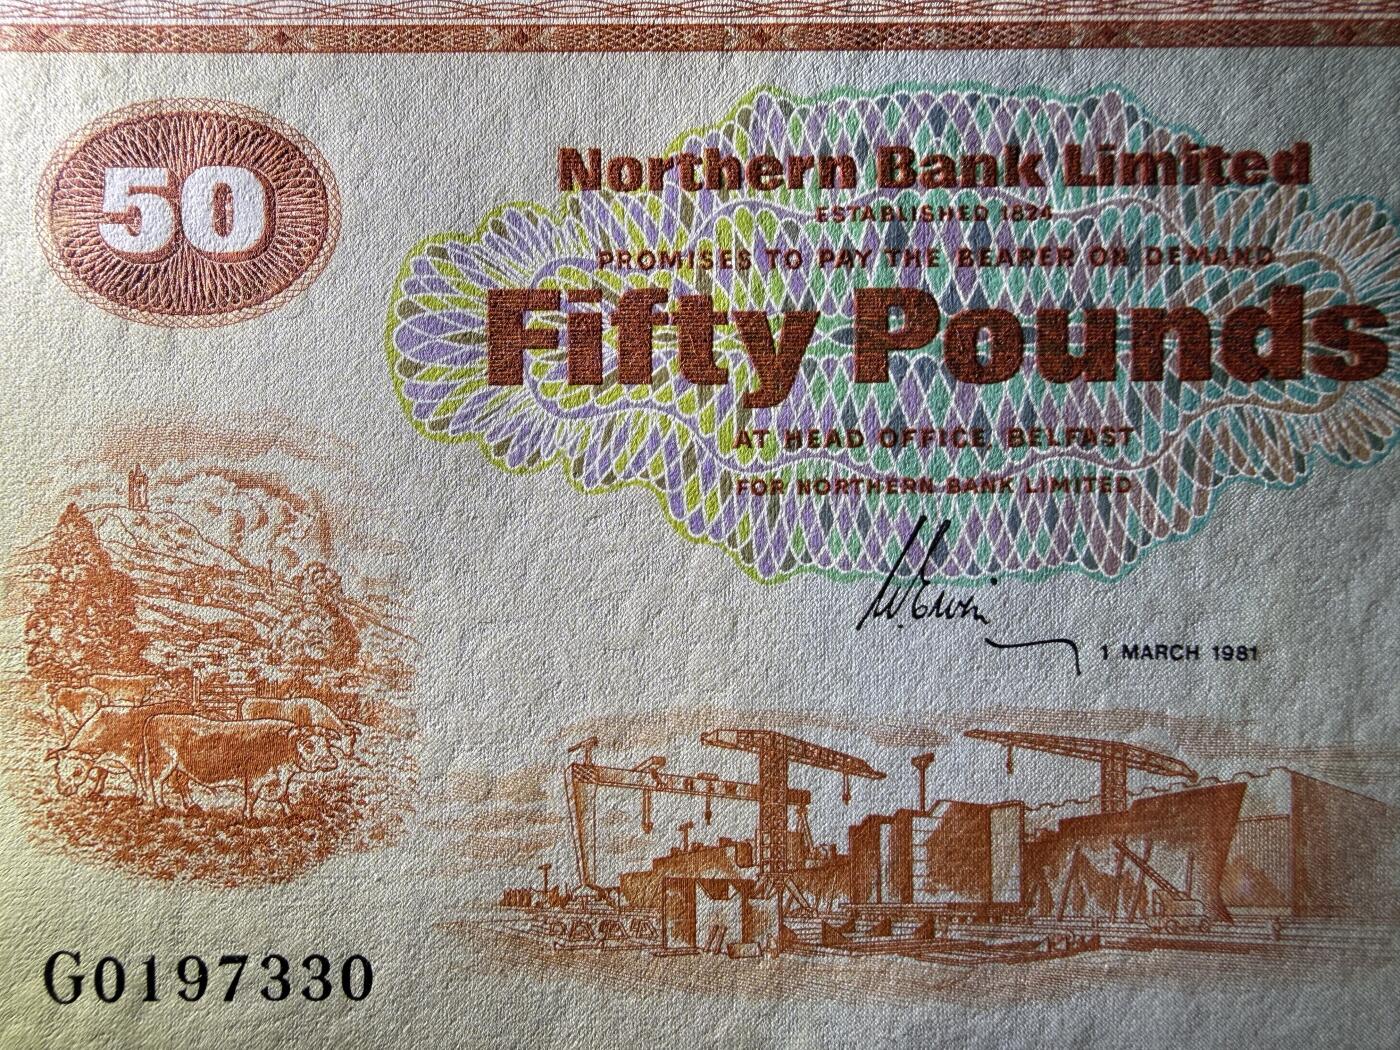 50
Northern Bank Limited
ESTABLISHED 1824
PROMISES TO PAY THE BEARER ON DEMAND
Fifty Pounds
AT HEAD OFFICE, BELFAST
FOR NORTHERN BANK LIMITED
1 MARCH 1981
G0197330